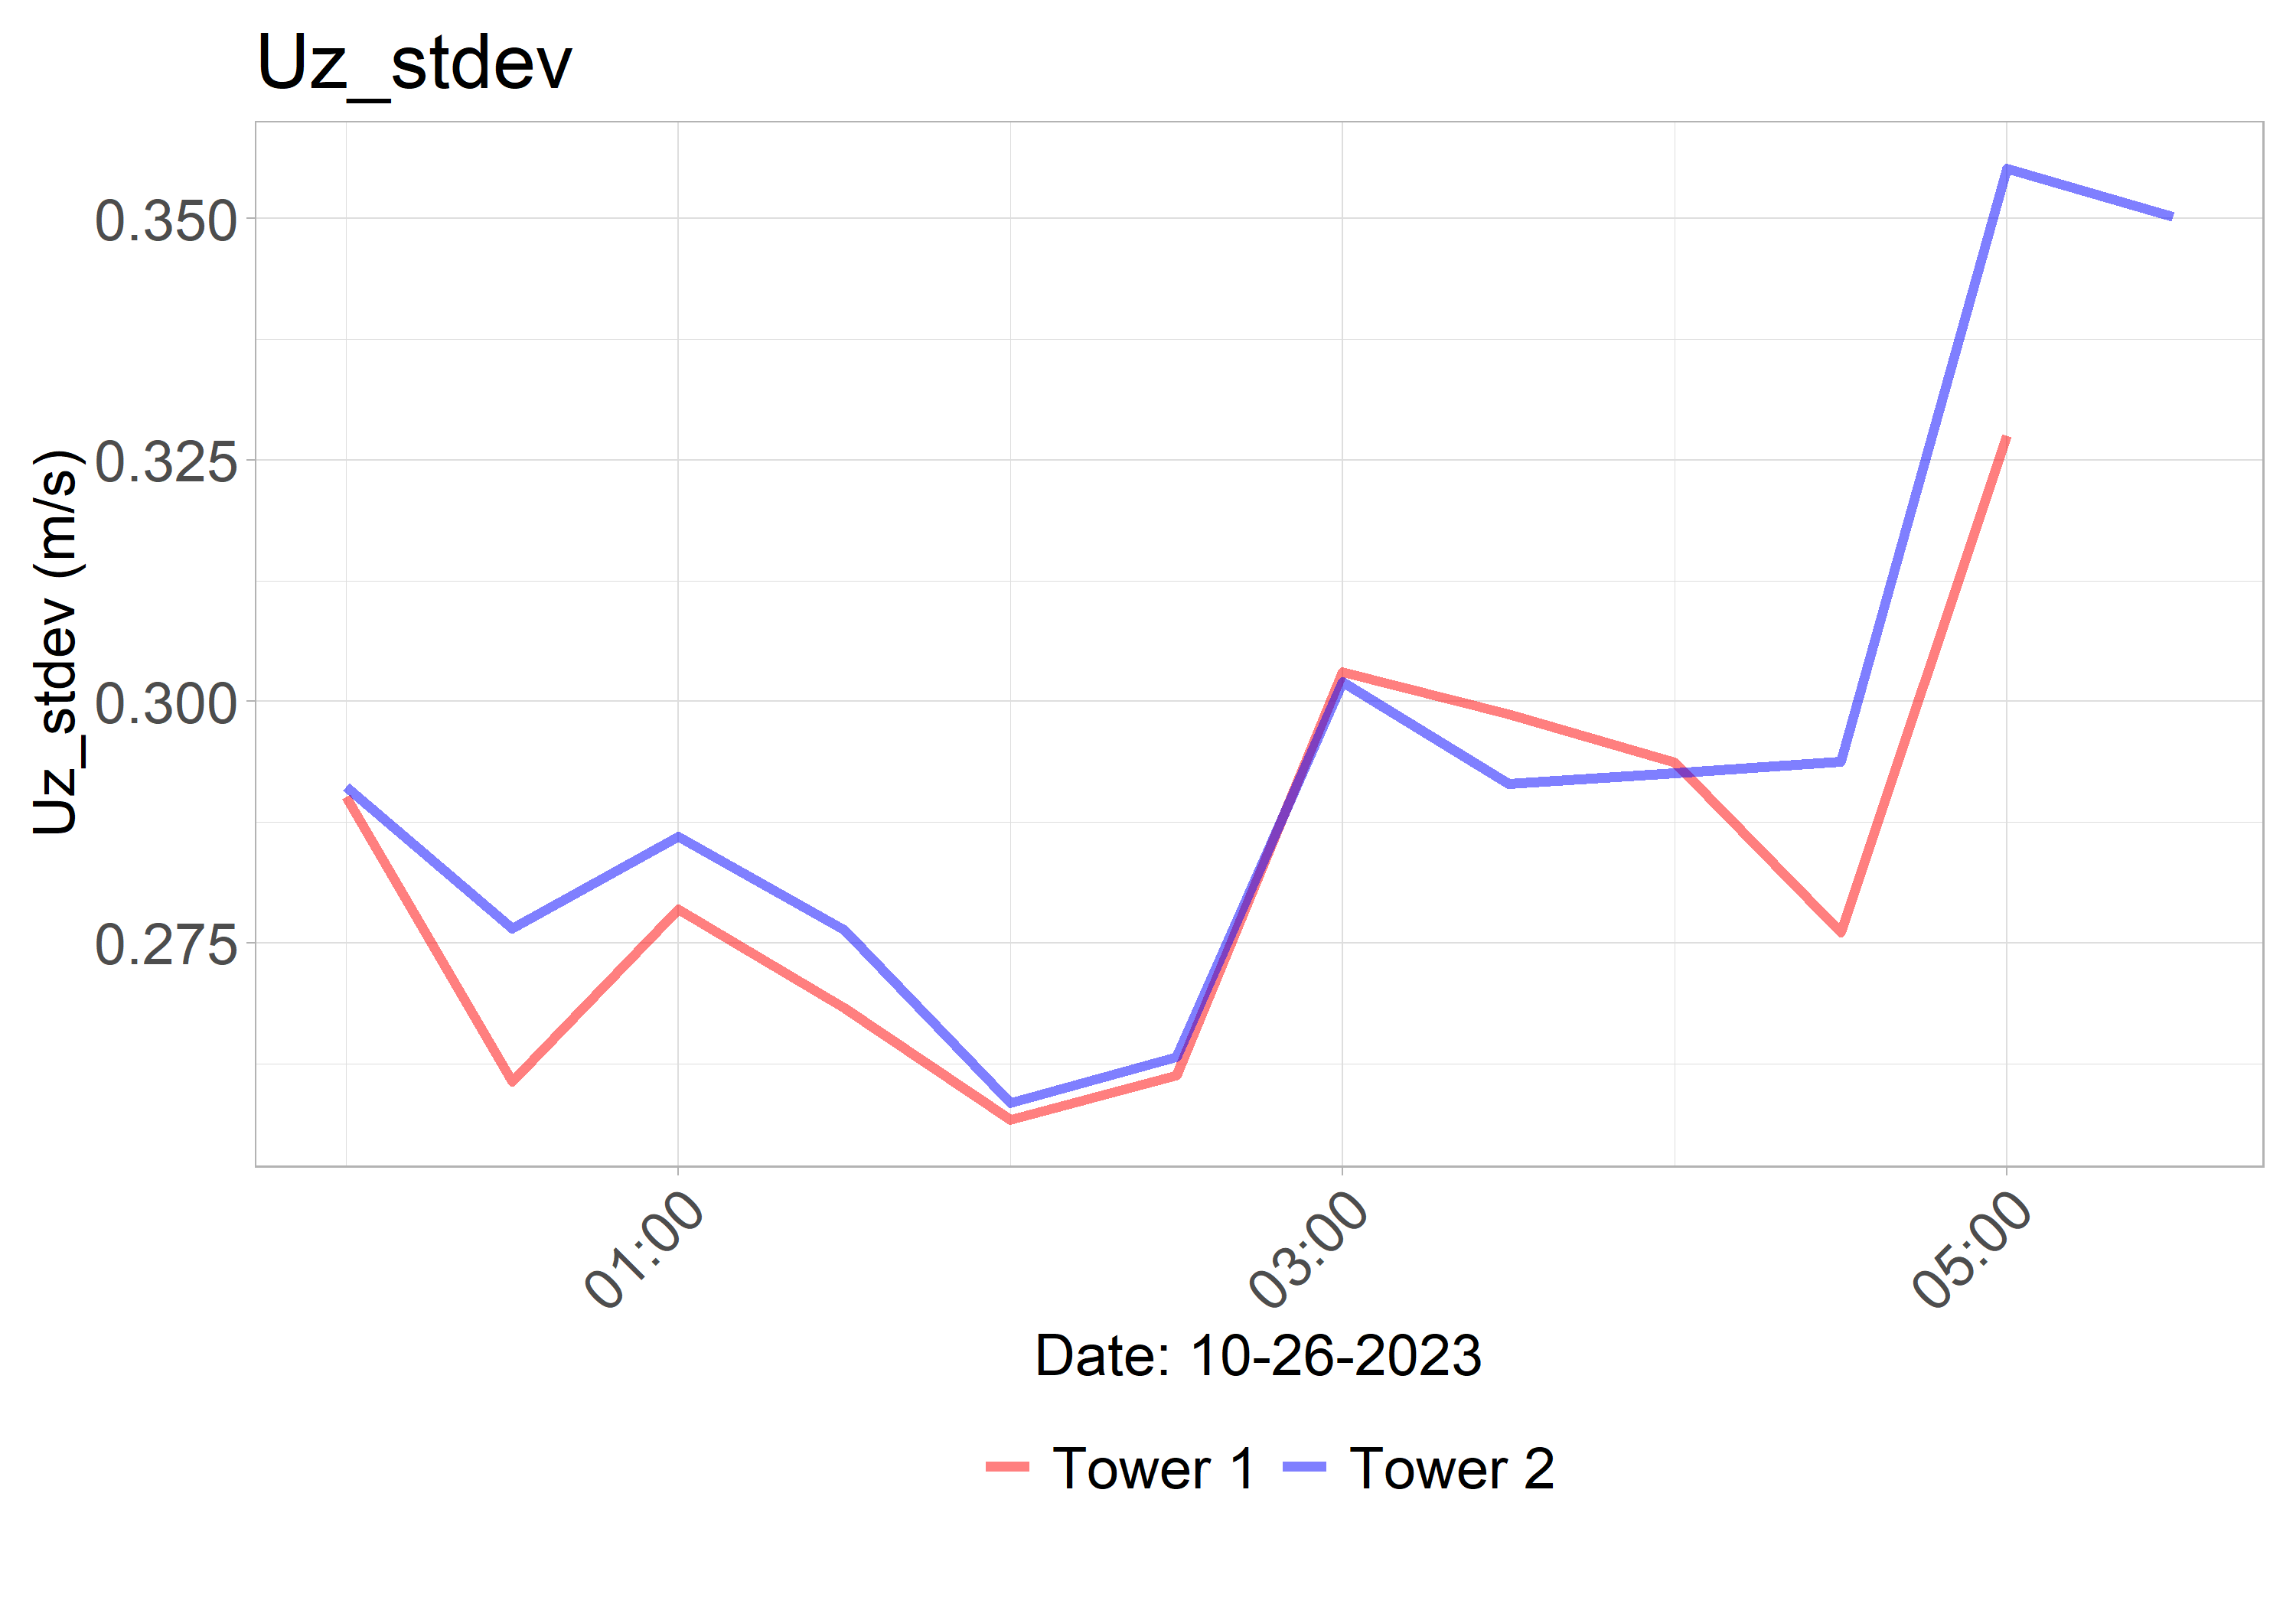 Uz_stdev
Uz_stdev (m/s)
0.350
0.325
0.300
0.275
01:00
03:00
05:00
Date: 10-26-2023
Tower 1
Tower 2